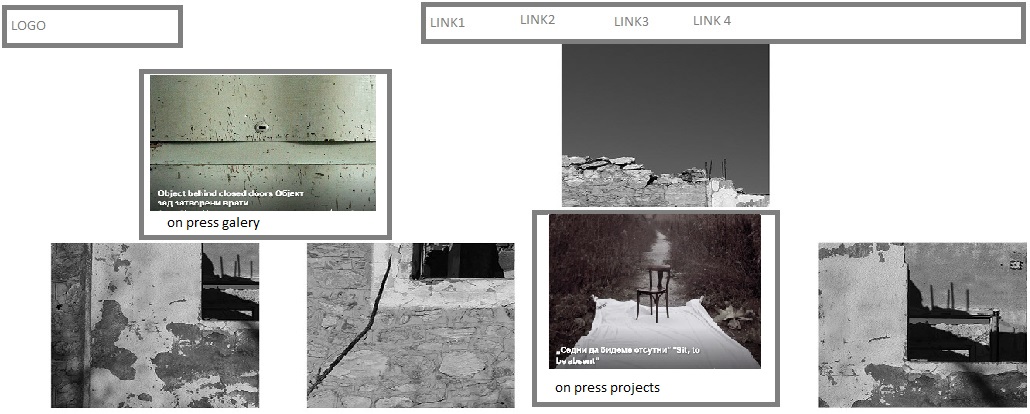 LOGO
LINK1
LINK2
LINK3
LINK 4
Object behind closed doors Објект
зад затворени врати
on press galery
„Седни да бидеме отсутни" "Sit, to
be absent"
on press projects